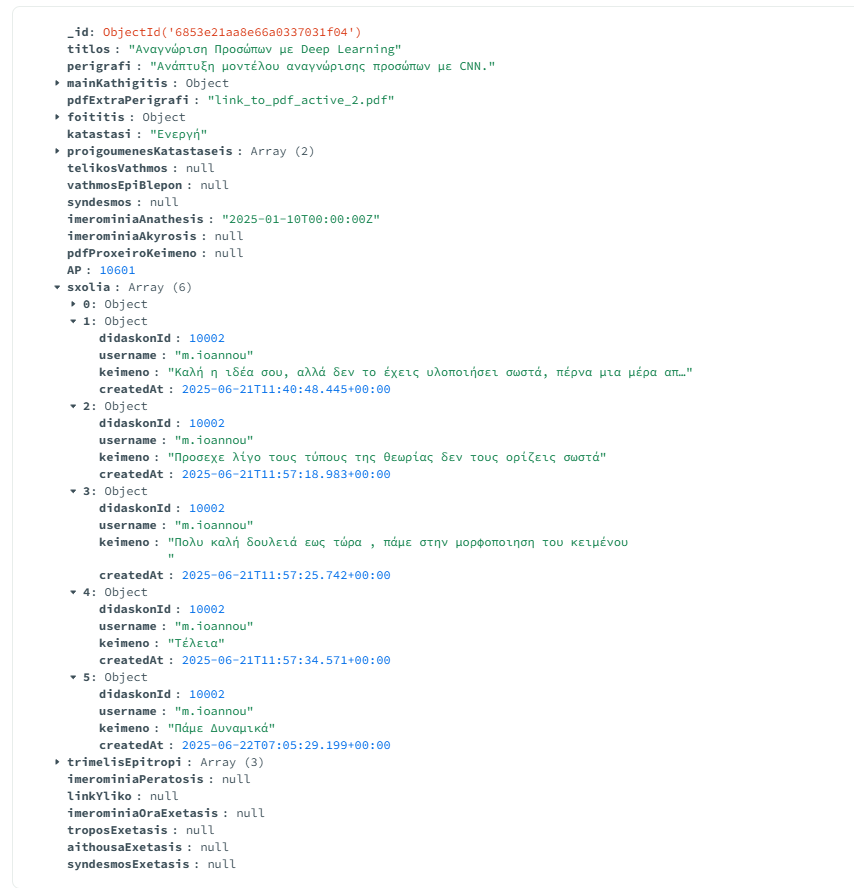 _id: ObjectId('6853e21aa8e66a0337031f04')
titlos : "Αναγνώριση Προσώπων με Deep Learning"
perigrafi : "Ανάπτυξη μοντέλου αναγνώρισης προσώπων με CNN."
mainKathigitis : Object
pdfExtraPerigrafi : "link_to_pdf_active_2.pdf"
foititis : Object
katastasi : "Ενεργή"
proigoumenesKatastaseis : Array (2)
telikosVathmos : null
vathmosEpiBlepon : null
syndesmos : null
imerominiaAnathesis : "2025-01-10T00:00:00Z"
imerominiaAkyrosis : null
pdfProxeiroKeimeno : null
AP : 10601
sxolia : Array (6)
0: Object
1: Object
didaskonId : 10002
username : "m.ioannou"
keimeno : "Καλή η ιδέα σου, αλλά δεν το έχεις υλοποιήσει σωστά, πέρνα μια μέρα απ…"
createdAt : 2025-06-21T11:40:48.445+00:00
2: Object
didaskonId : 10002
username : "m.ioannou"
keimeno : "Προσεχε λίγο τους τύπους της θεωρίας δεν τους ορίζεις σωστά"
createdAt : 2025-06-21T11:57:18.983+00:00
3: Object
didaskonId : 10002
username : "m.ioannou"
keimeno : "Πολυ καλή δουλειά εως τώρα , πάμε στην μορφοποιηση του κειμένου
"
createdAt : 2025-06-21T11:57:25.742+00:00
4: Object
didaskonId : 10002
username : "m.ioannou"
keimeno : "Τέλεια"
createdAt : 2025-06-21T11:57:34.571+00:00
5: Object
didaskonId : 10002
username : "m.ioannou"
keimeno : "Πάμε Δυναμικά"
createdAt : 2025-06-22T07:05:29.199+00:00
trimelisEpitropi : Array (3)
imerominiaPeratosis : null
linkYliko : null
imerominiaOraExetasis : null
troposExetasis : null
aithousaExetasis : null
syndesmosExetasis : null